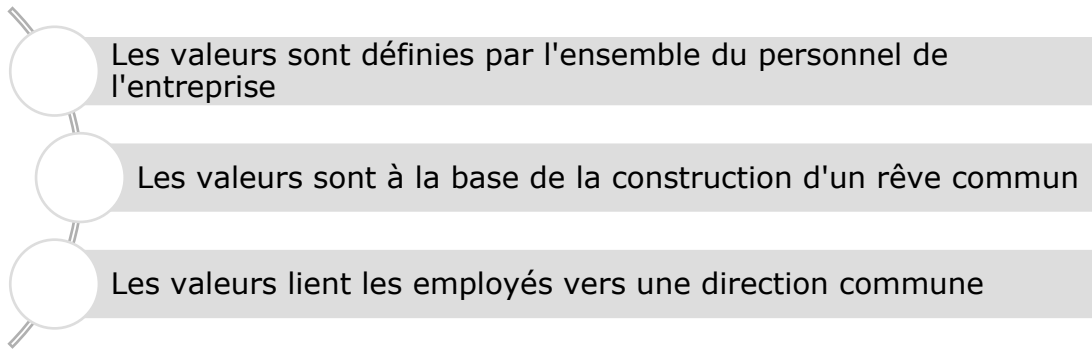 Les valeurs sont définies par l'ensemble du personnel de
l'entreprise
Les valeurs sont à la base de la construction d'un rêve commun
Les valeurs lient les employés vers une direction commune